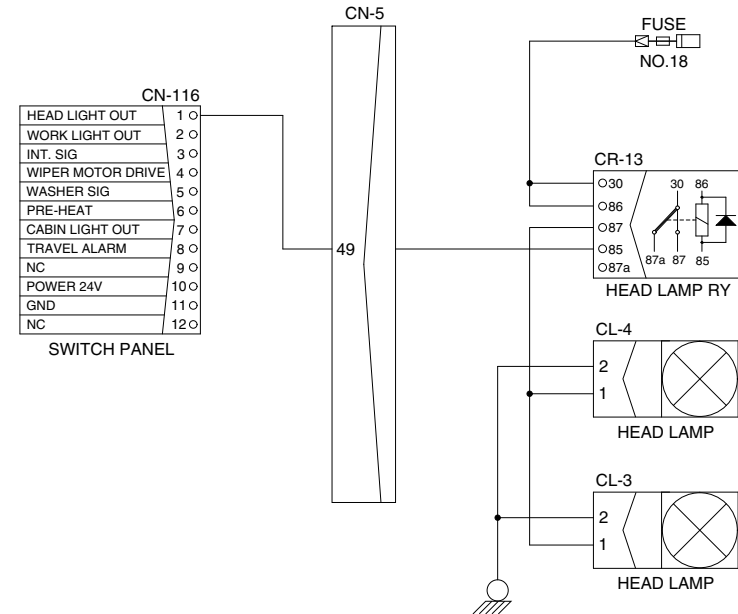 CN-5
FUSE
NO.18
CN-116
HEAD LIGHT OUT 1
WORK LIGHT OUT 2
INT. SIG 3
WIPER MOTOR DRIVE 4
WASHER SIG 5
PRE-HEAT 6
CABIN LIGHT OUT 7
TRAVEL ALARM 8
NC 9
POWER 24V 10
GND 11
NC 12
SWITCH PANEL
49
CR-13
30
86
87
85
87a
30 86
87a 87 85
HEAD LAMP RY
CL-4
2
1
HEAD LAMP
CL-3
2
1
HEAD LAMP